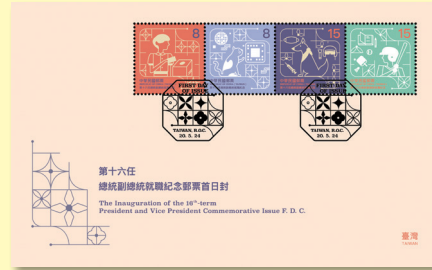 8
8
15
15
FIRST DAY
OF ISSUE
TAIWAN, R.O.C.
20. 5. 24
FIRST DAY
OF ISSUE
TAIWAN, R.O.C.
20. 5. 24
第十六任
總統副總統就職紀念郵票首日封
The Inauguration of the 16th-term
President and Vice President Commemorative Issue F. D. C.
臺灣
TAIWAN